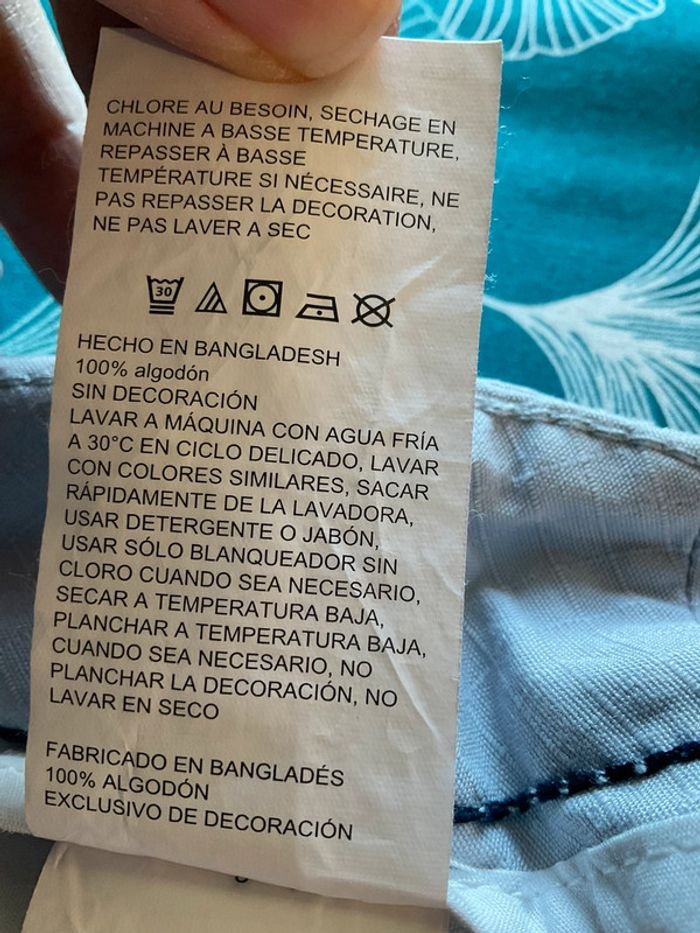 CHLORE AU BESOIN, SECHAGE EN
MACHINE A BASSE TEMPERATURE,
REPASSER À BASSE
TEMPÉRATURE SI NÉCESSAIRE, NE
PAS REPASSER LA DECORATION,
NE PAS LAVER A SEC
30
HECHO EN BANGLADESH
100% algodón
SIN DECORACIÓN
LAVAR A MÁQUINA CON AGUA FRÍA
A 30°C EN CICLO DELICADO, LAVAR
CON COLORES SIMILARES, SACAR
RÁPIDAMENTE DE LA LAVADORA,
USAR DETERGENTE O JABÓN,
USAR SÓLO BLANQUEADOR SIN
CLORO CUANDO SEA NECESARIO,
SECAR A TEMPERATURA BAJA,
PLANCHAR A TEMPERATURA BAJA,
CUANDO SEA NECESARIO, NO
PLANCHAR LA DECORACIÓN, NO
LAVAR EN SECO
FABRICADO EN BANGLADÉS
100% ALGODÓN
EXCLUSIVO DE DECORACIÓN